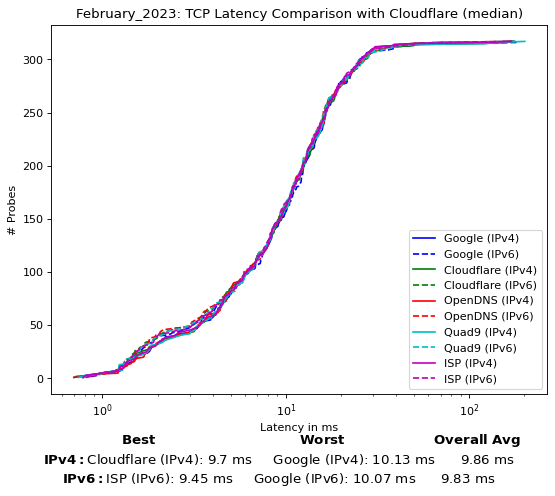 February_2023: TCP Latency Comparison with Cloudflare (median)
300
250
200
150
100
50
0
# Probes
Google (IPv4)
Google (IPv6)
Cloudflare (IPv4)
Cloudflare (IPv6)
OpenDNS (IPv4)
OpenDNS (IPv6)
Quad9 (IPv4)
Quad9 (IPv6)
ISP (IPv4)
ISP (IPv6)
10⁰ 10¹ 10²
Latency in ms
Best Worst Overall Avg
IPv4: Cloudflare (IPv4): 9.7 ms Google (IPv4): 10.13 ms 9.86 ms
IPv6: ISP (IPv6): 9.45 ms Google (IPv6): 10.07 ms 9.83 ms